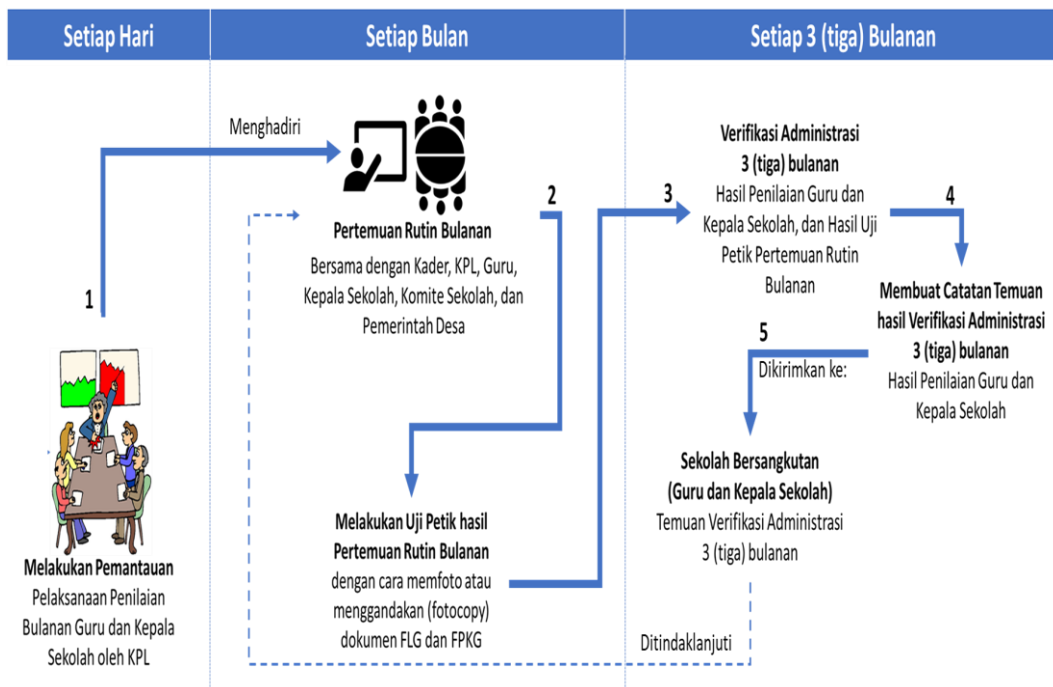 Setiap Hari
Setiap Bulan
Setiap 3 (tiga) Bulanan
1
Melakukan Pemantauan
Pelaksanaan Penilaian
Bulanan Guru dan Kepala
Sekolah oleh KPL
Menghadiri
Pertemuan Rutin Bulanan
Bersama dengan Kader, KPL, Guru,
Kepala Sekolah, Komite Sekolah, dan
Pemerintah Desa
2
Melakukan Uji Petik hasil
Pertemuan Rutin Bulanan
dengan cara memfoto atau
menggandakan (fotocopy)
dokumen FLG dan FPKG
3
Verifikasi Administrasi
3 (tiga) bulanan
Hasil Penilaian Guru dan
Kepala Sekolah, dan Hasil Uji
Petik Pertemuan Rutin
Bulanan
4
Membuat Catatan Temuan
hasil Verifikasi Administrasi
3 (tiga) bulanan
Hasil Penilaian Guru dan
Kepala Sekolah
5
Dikirimkan ke:
Sekolah Bersangkutan
(Guru dan Kepala Sekolah)
Temuan Verifikasi Administrasi
3 (tiga) bulanan
Ditindaklanjuti